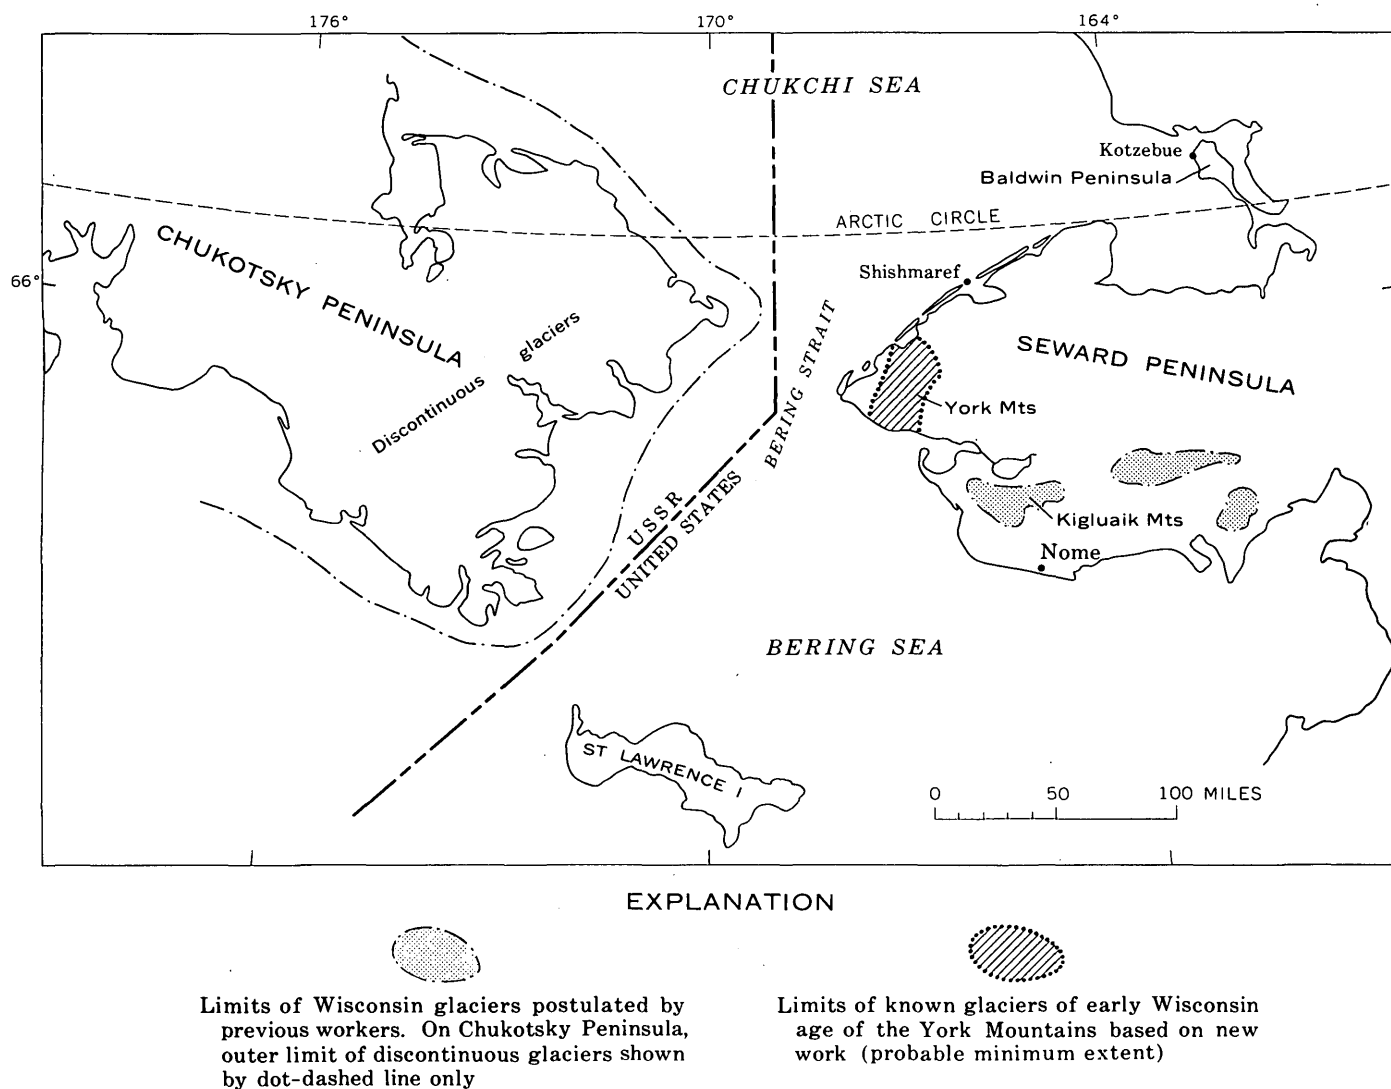 176°
170°
164°
CHUKCHI SEA
Kotzebue
Baldwin Peninsula
ARCTIC CIRCLE
CHUKOTSKY PENINSULA
66°
Shishmaref
Discontinuous glaciers
BERING STRAIT
SEWARD PENINSULA
York Mts
USSR
UNITED STATES
Kigluaik Mts
Nome
BERING SEA
ST LAWRENCE I
0 50 100 MILES
EXPLANATION
Limits of Wisconsin glaciers postulated by
previous workers. On Chukotsky Peninsula,
outer limit of discontinuous glaciers shown
by dot-dashed line only
Limits of known glaciers of early Wisconsin
age of the York Mountains based on new
work (probable minimum extent)